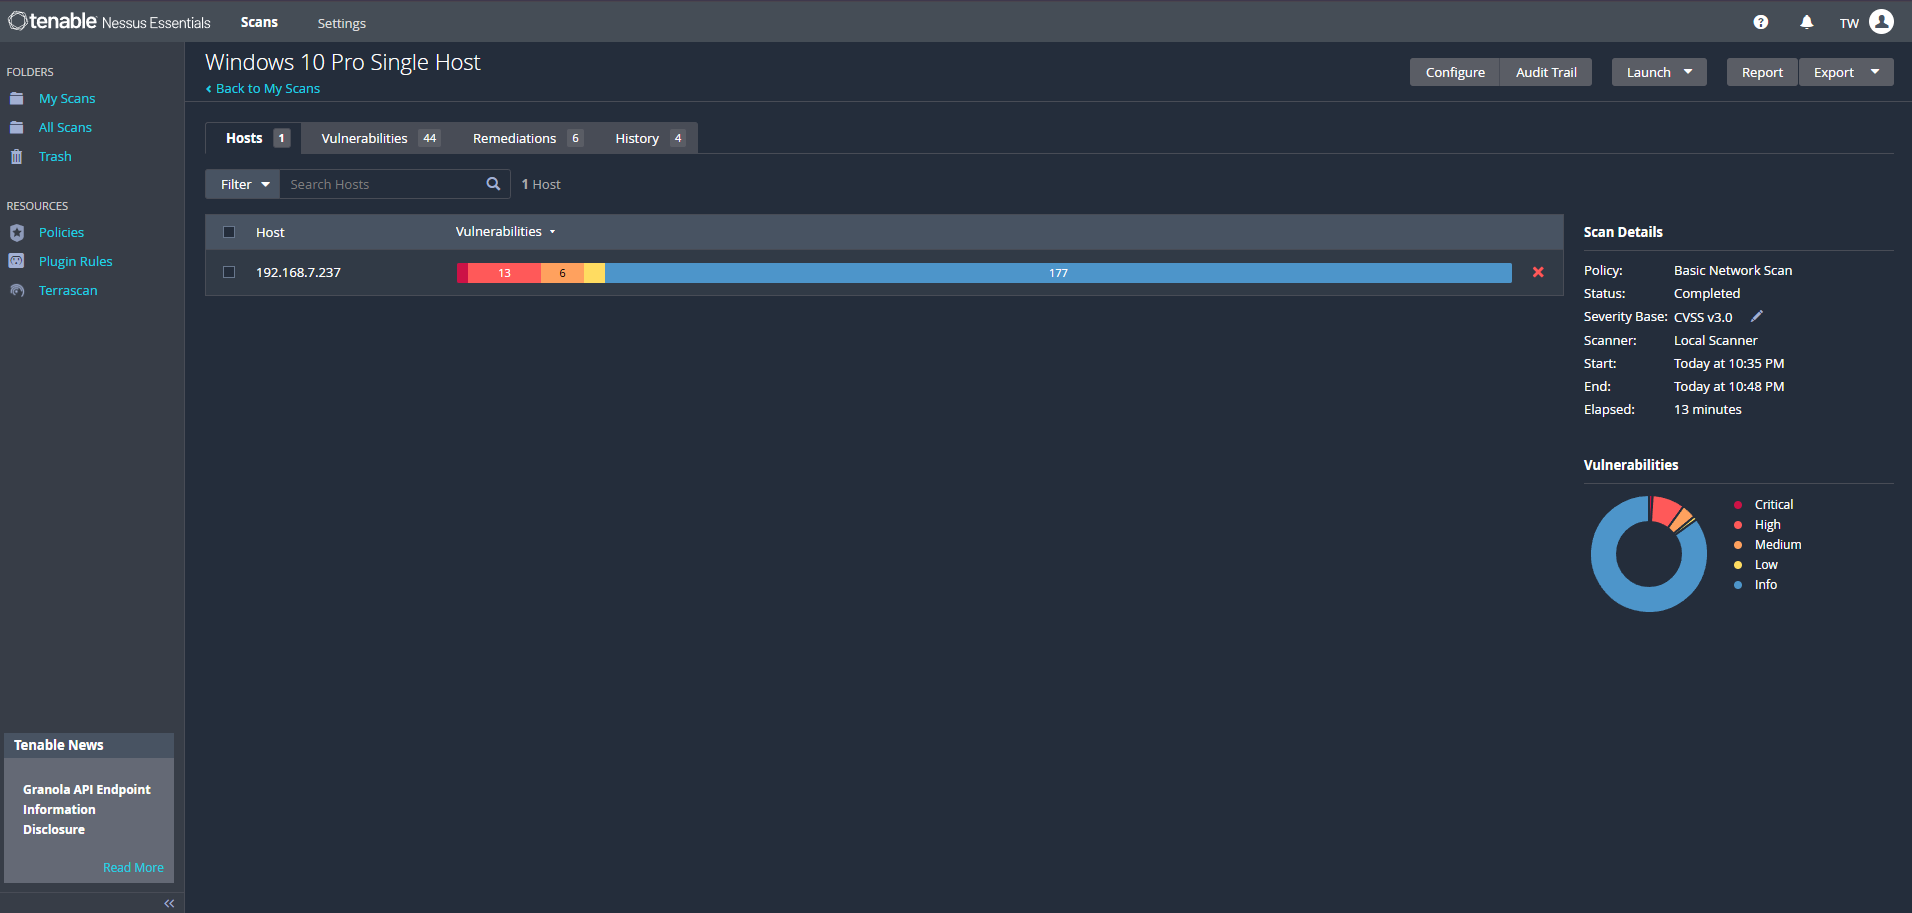 tenable Nessus Essentials Scans Settings TW
FOLDERS
My Scans
All Scans
Trash
RESOURCES
Policies
Plugin Rules
Terrascan
Tenable News
Granola API Endpoint
Information
Disclosure
Read More
Windows 10 Pro Single Host
Back to My Scans
Configure Audit Trail Launch Report Export
Hosts 1 Vulnerabilities 44 Remediations 6 History 4
Filter Search Hosts 1 Host
Host Vulnerabilities
192.168.7.237 13 6 177
Scan Details
Policy: Basic Network Scan
Status: Completed
Severity Base: CVSS v3.0
Scanner: Local Scanner
Start: Today at 10:35 PM
End: Today at 10:48 PM
Elapsed: 13 minutes
Vulnerabilities
Critical
High
Medium
Low
Info